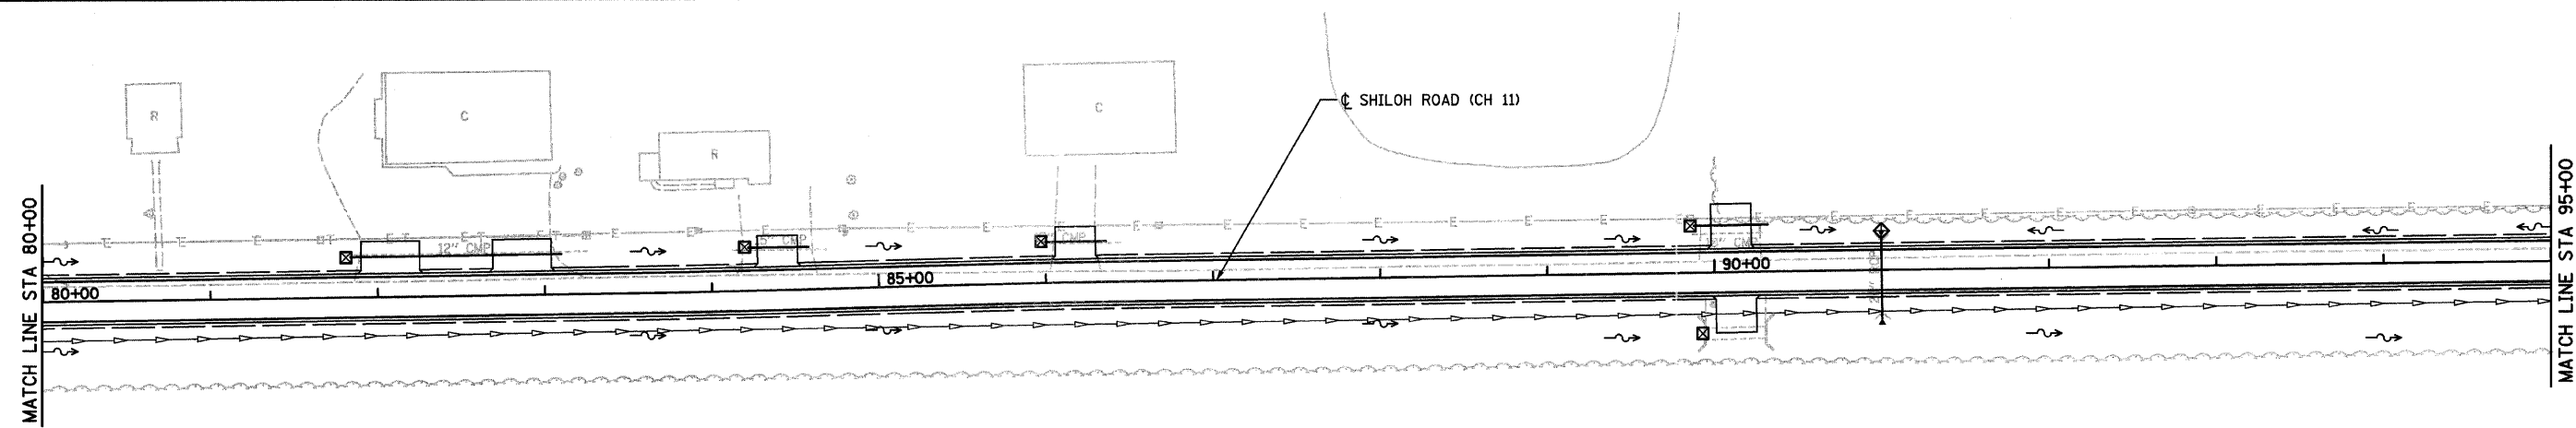 MATCH LINE STA 80+00
R
C
R
C
℄ SHILOH ROAD (CH 11)
12" CMP
CMP
CMP
80+00
85+00
90+00
MATCH LINE STA 95+00